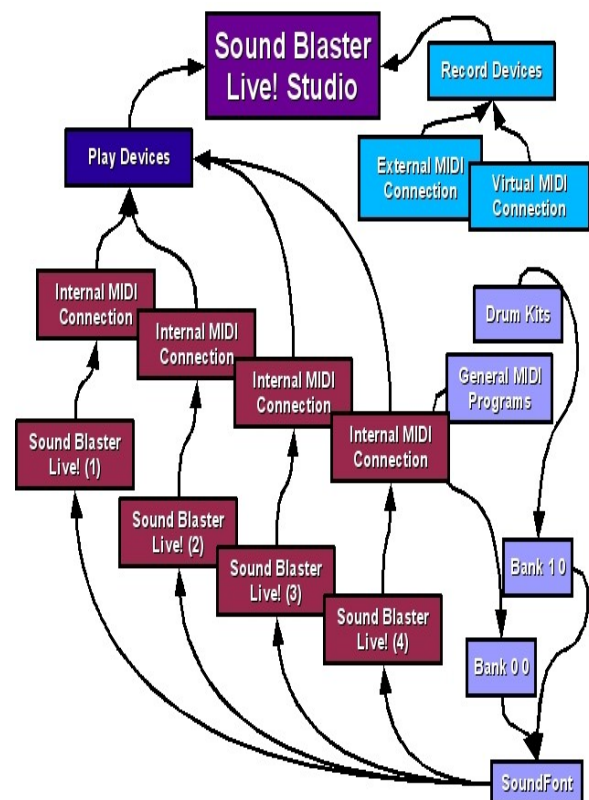 Sound Blaster
Live! Studio
Record Devices
Play Devices
External MIDI
Connection
Virtual MIDI
Connection
Internal MIDI
Connection
Internal MIDI
Connection
Internal MIDI
Connection
Internal MIDI
Connection
Drum Kits
General MIDI
Programs
Sound Blaster
Live! (1)
Sound Blaster
Live! (2)
Sound Blaster
Live! (3)
Sound Blaster
Live! (4)
Bank 1 0
Bank 0 0
SoundFont